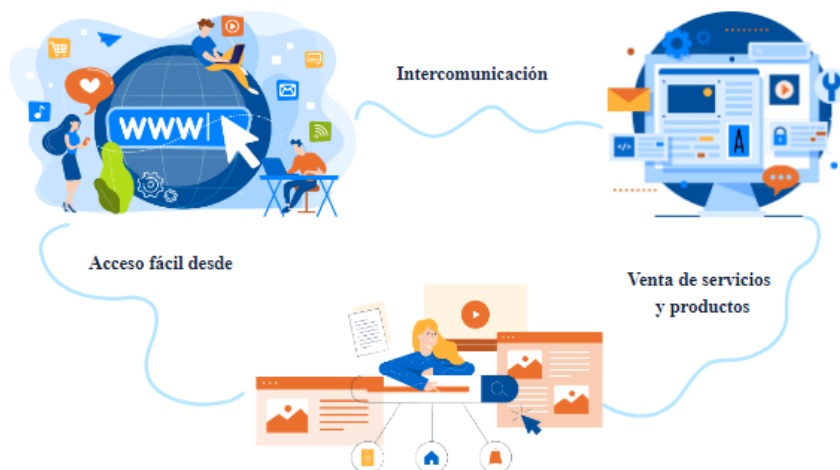 Intercomunicación
WWW
A
</>
Acceso fácil desde
Venta de servicios
y productos